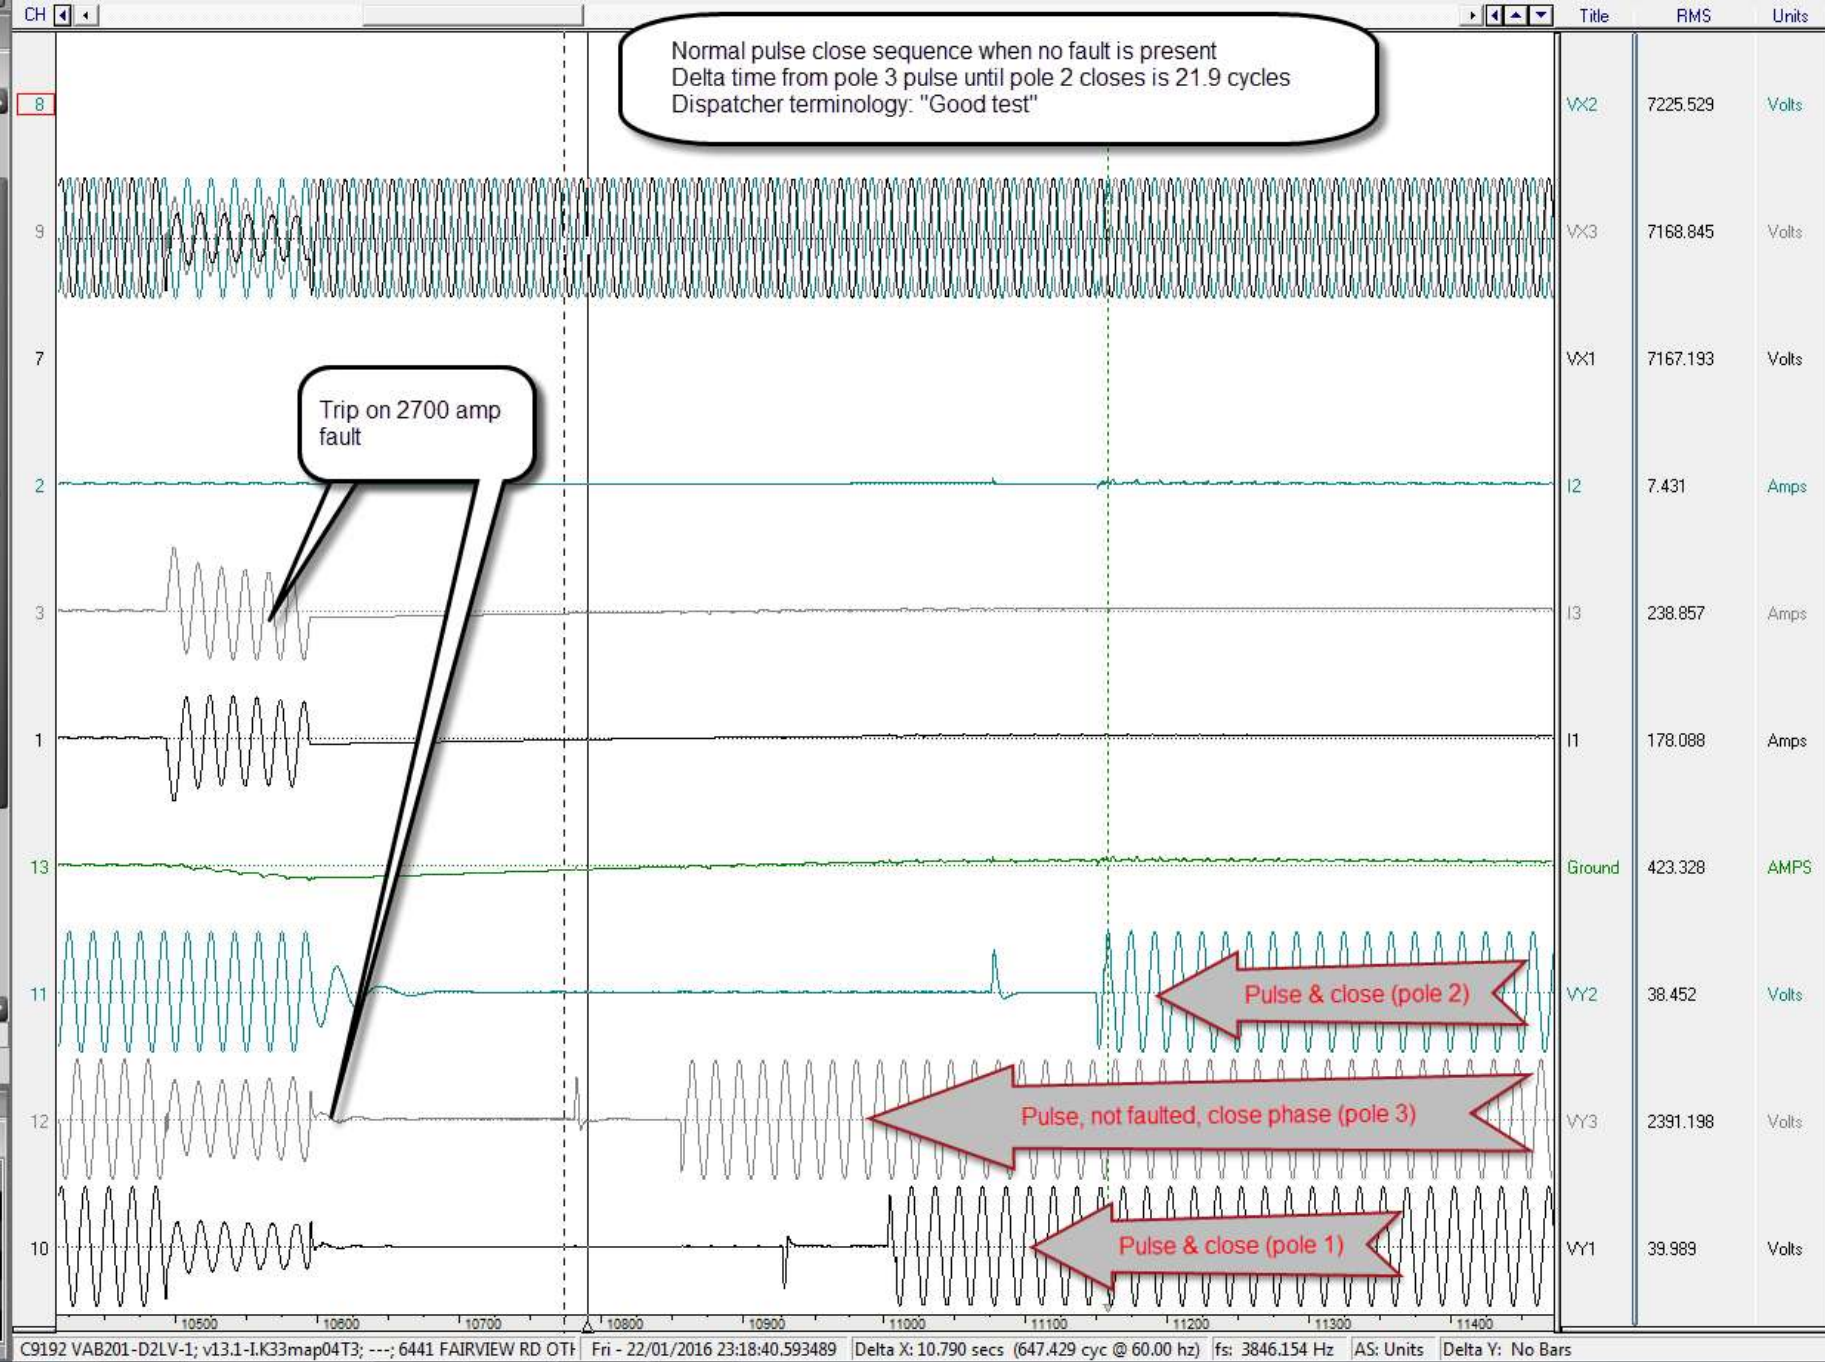 CH
Title RMS Units
Normal pulse close sequence when no fault is present
Delta time from pole 3 pulse until pole 2 closes is 21.9 cycles
Dispatcher terminology: "Good test"
8 VX2 7225.529 Volts
9 VX3 7168.845 Volts
7 VX1 7167.193 Volts
Trip on 2700 amp
fault
2 I2 7.431 Amps
3 I3 238.857 Amps
1 I1 178.088 Amps
13 Ground 423.328 AMPS
11 Pulse & close (pole 2) VY2 38.452 Volts
12 Pulse, not faulted, close phase (pole 3) VY3 2391.198 Volts
10 Pulse & close (pole 1) VY1 39.989 Volts
10500 10600 10700 10800 10900 11000 11100 11200 11300 11400
C9192 VAB201-D2LV-1; v13.1-I.K33map04T3; ---; 6441 FAIRVIEW RD OTH Fri - 22/01/2016 23:18:40.593489 Delta X: 10.790 secs (647.429 cyc @ 60.00 hz) fs: 3846.154 Hz AS: Units Delta Y: No Bars